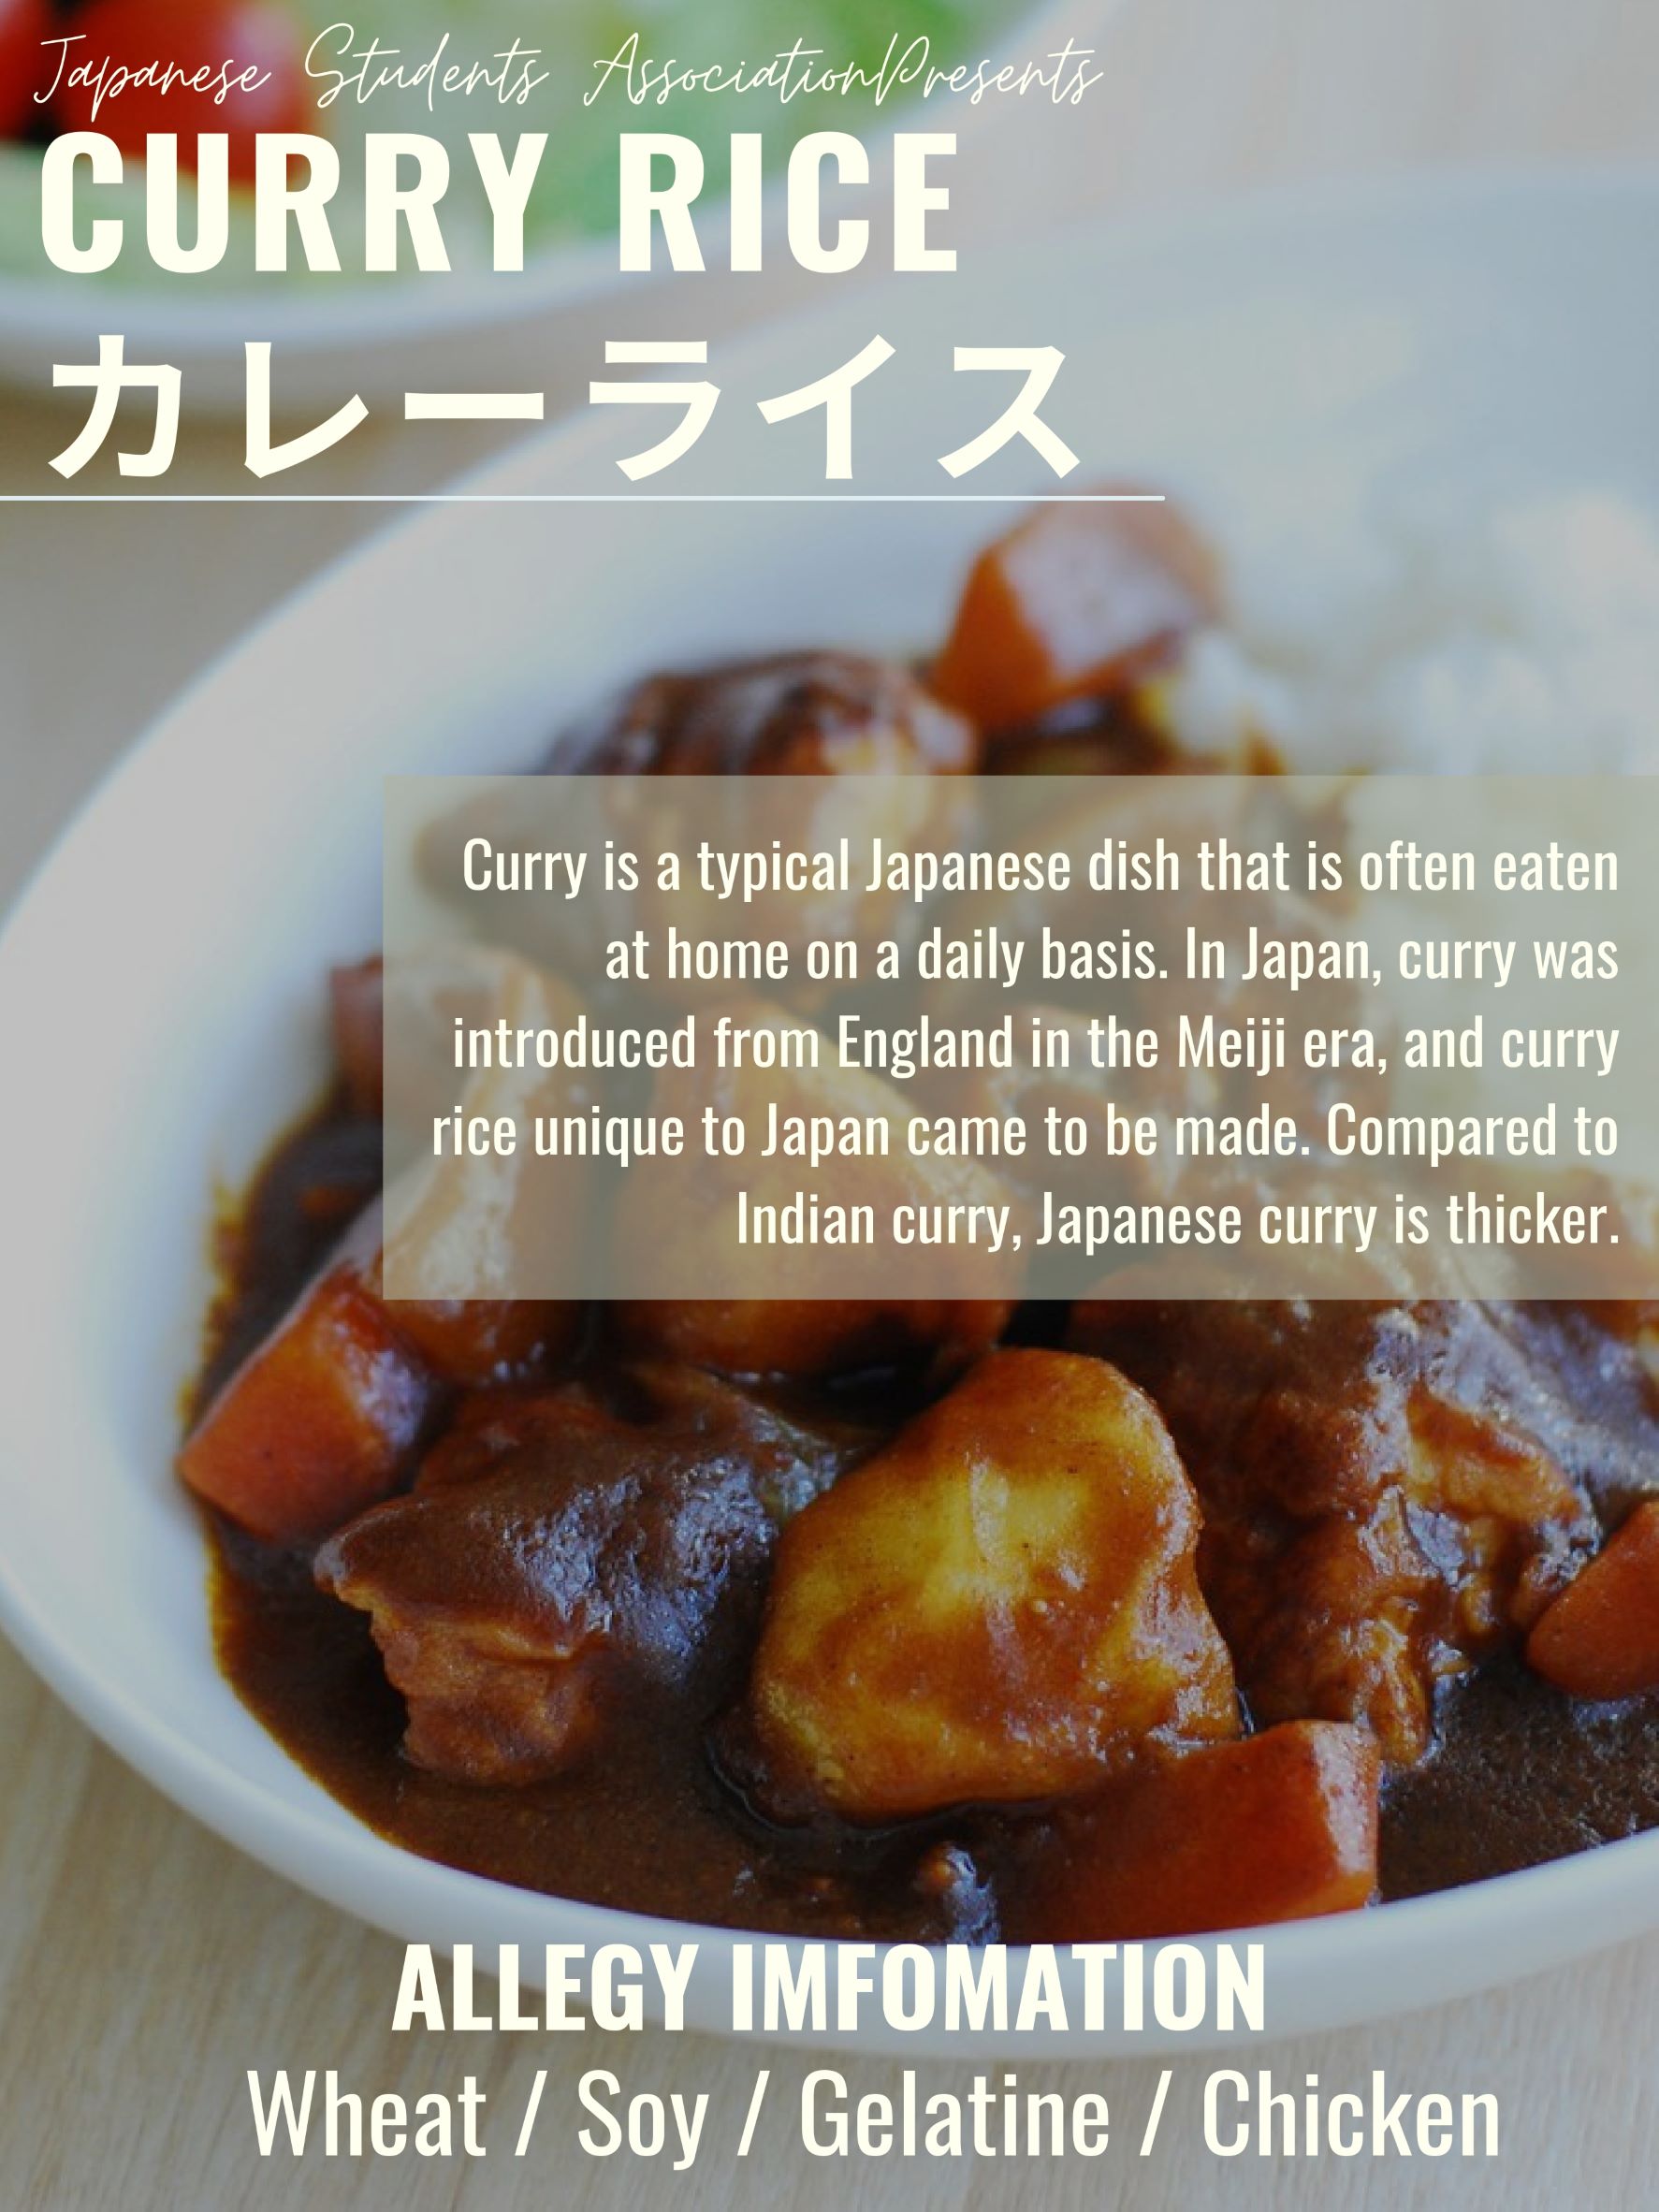 Japanese Students AssociationPresents
CURRY RICE
カレーライス
Curry is a typical Japanese dish that is often eaten
at home on a daily basis. In Japan, curry was
introduced from England in the Meiji era, and curry
rice unique to Japan came to be made. Compared to
Indian curry, Japanese curry is thicker.
ALLEGY IMFOMATION
Wheat / Soy / Gelatine / Chicken